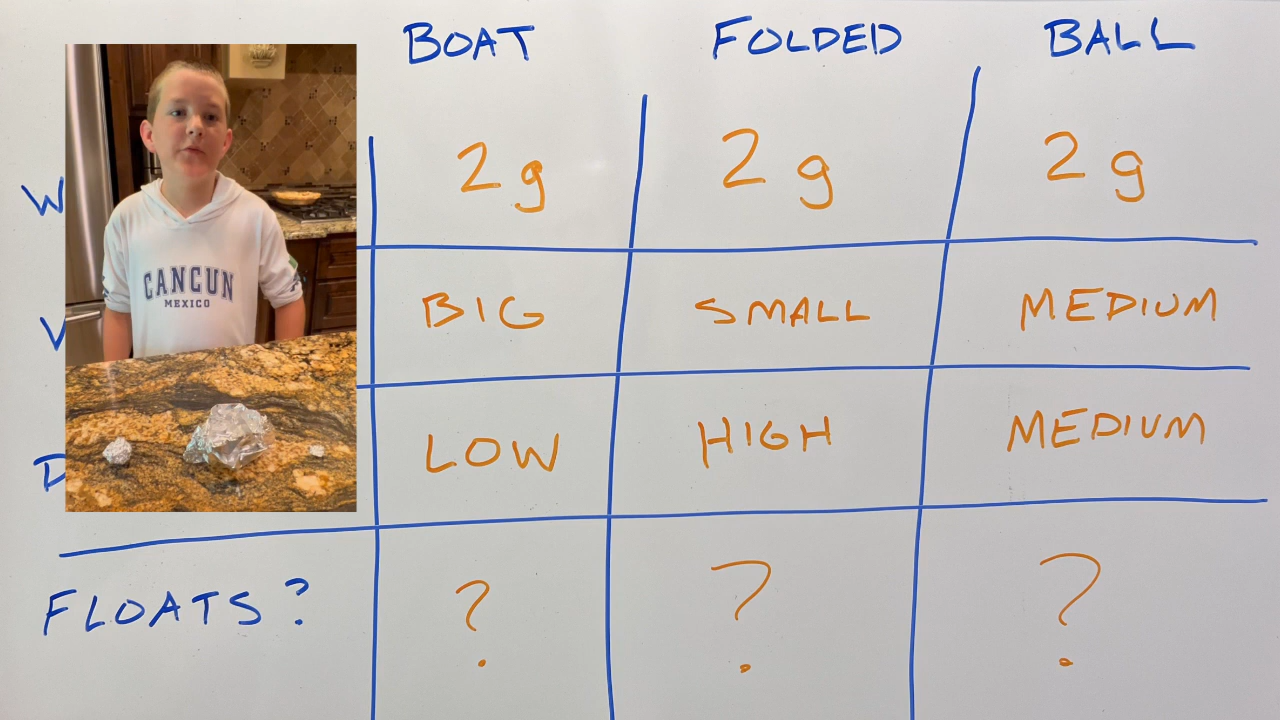 BOAT FOLDED BALL
W 2g 2g 2g
V BIG SMALL MEDIUM
D LOW HIGH MEDIUM
FLOATS? ? ? ?
CANCUN
MEXICO